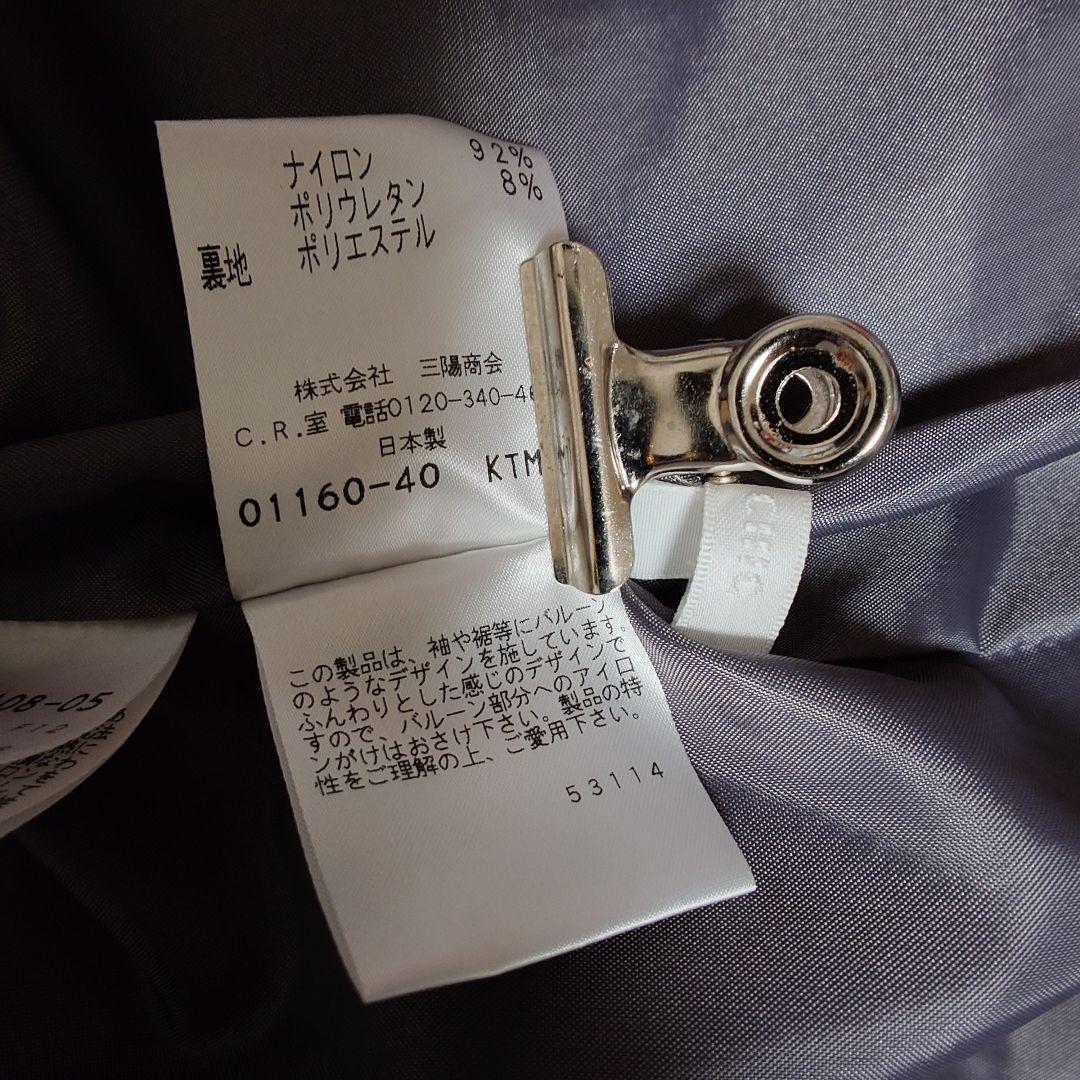 ナイロン 92%
ポリウレタン 8%
裏地 ポリエステル
株式会社 三陽商会
C.R.室 電話0120-340-4
日本製
01160-40 KTM
CHIC
この製品は、袖や裾等にバルーン
のようなデザインを施しています。
ふんわりとした感じのデザインで
すので、バルーン部分へのアイロ
ンがけはおさけ下さい。製品の特
性をご理解の上、ご愛用下さい。
53114
08-05